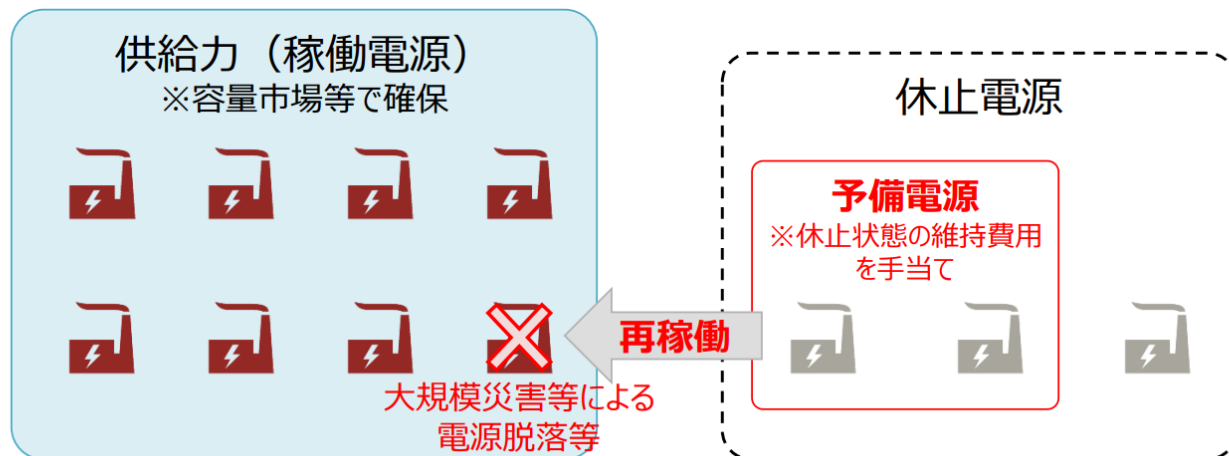 供給力（稼働電源）
※容量市場等で確保
休止電源
予備電源
※休止状態の維持費用
を手当て
再稼働
大規模災害等による
電源脱落等